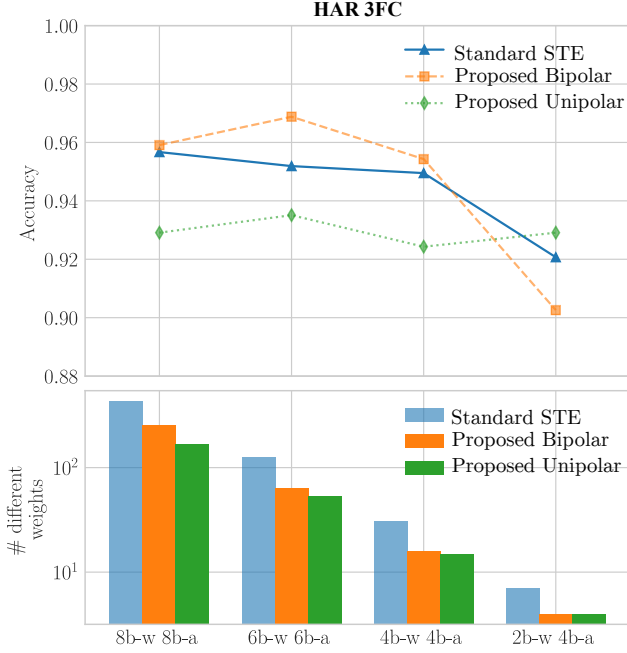 HAR 3FC
1.00
0.98
0.96
0.94
0.92
0.90
0.88
Accuracy
Standard STE
Proposed Bipolar
Proposed Unipolar
10²
10¹
# different
weights
Standard STE
Proposed Bipolar
Proposed Unipolar
8b-w 8b-a
6b-w 6b-a
4b-w 4b-a
2b-w 4b-a